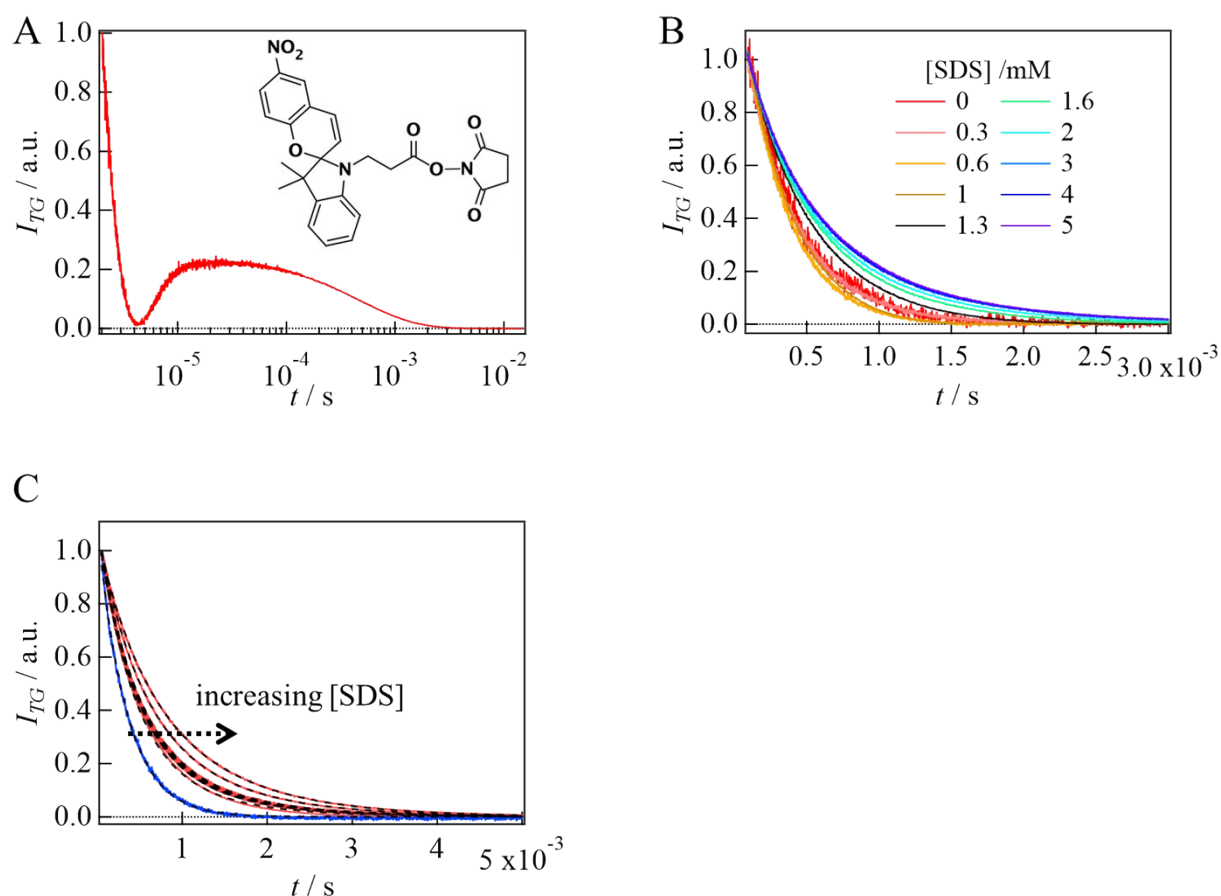 A
1.0
0.8
0.6
0.4
0.2
0.0
I_TG / a.u.
10⁻⁵
10⁻⁴
10⁻³
10⁻²
t / s
NO₂
O
N
O
O
N
O
O
B
1.0
0.8
0.6
0.4
0.2
0.0
I_TG / a.u.
[SDS] /mM
0 1.6
0.3 2
0.6 3
1 4
1.3 5
0.5
1.0
1.5
2.0
2.5
3.0 x10⁻³
t / s
C
1.0
0.8
0.6
0.4
0.2
0.0
I_TG / a.u.
increasing [SDS]
1
2
3
4
5 x10⁻³
t / s